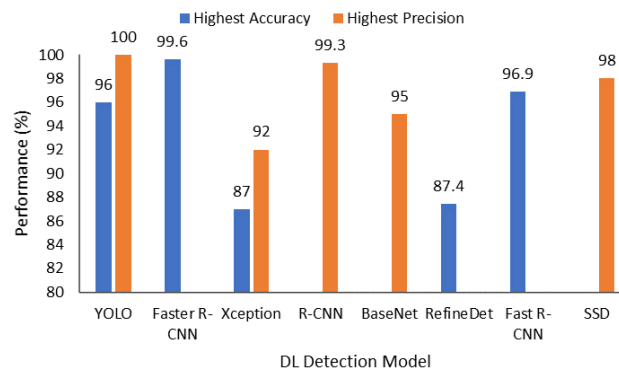 Highest Accuracy Highest Precision
100 99.6 99.3
96 96.9 98
95
92
87 87.4
100
98
96
94
92
90
88
86
84
82
80
Performance (%)
YOLO Faster R- Xception R-CNN BaseNet RefineDet Fast R- SSD
CNN CNN
DL Detection Model